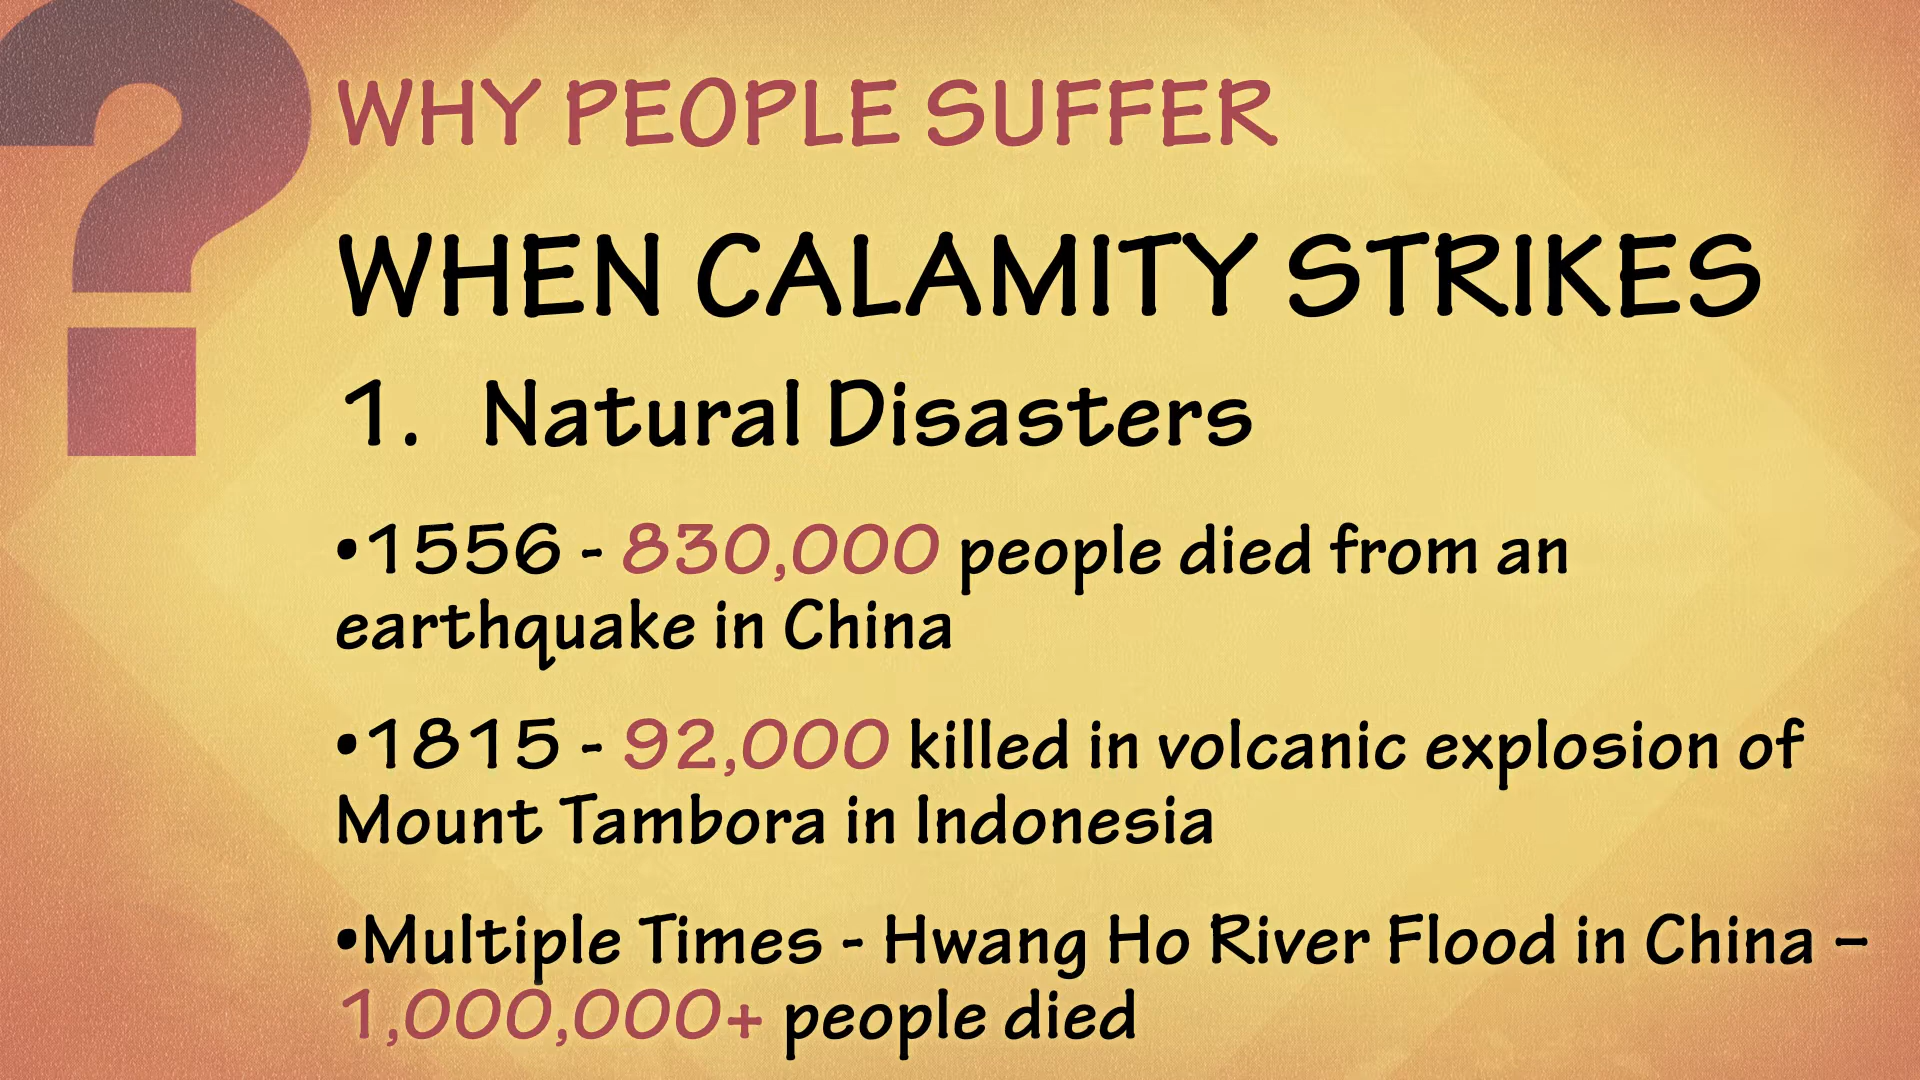 ?
WHY PEOPLE SUFFER
WHEN CALAMITY STRIKES
1. Natural Disasters
•1556 - 830,000 people died from an
earthquake in China
•1815 - 92,000 killed in volcanic explosion of
Mount Tambora in Indonesia
•Multiple Times - Hwang Ho River Flood in China –
1,000,000+ people died